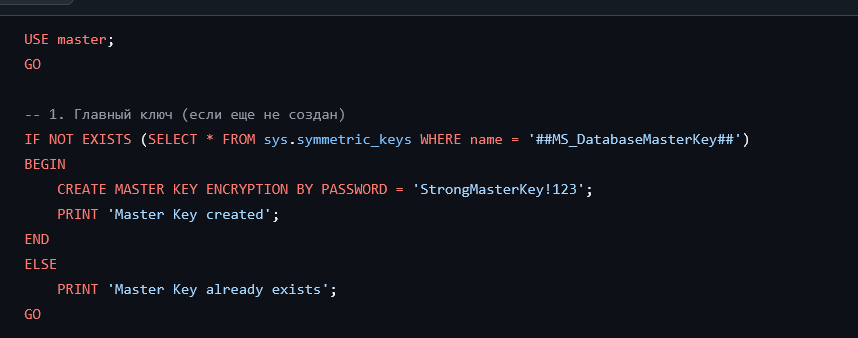 USE master;
GO
-- 1. Главный ключ (если еще не создан)
IF NOT EXISTS (SELECT * FROM sys.symmetric_keys WHERE name = '##MS_DatabaseMasterKey##')
BEGIN
    CREATE MASTER KEY ENCRYPTION BY PASSWORD = 'StrongMasterKey!123';
    PRINT 'Master Key created';
END
ELSE
    PRINT 'Master Key already exists';
GO